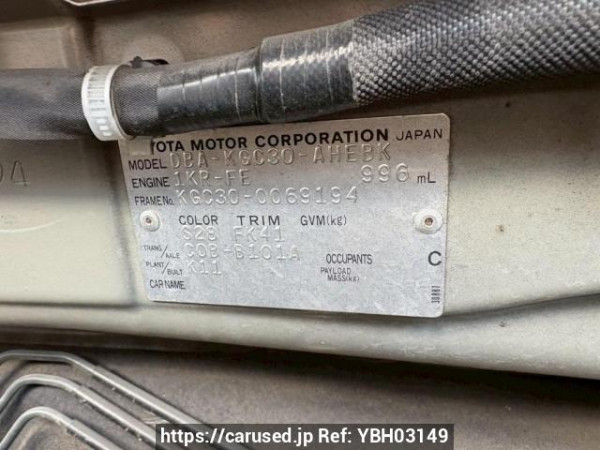 OTA MOTOR CORPORATION JAPAN
MODEL DBA-KGC30-AHEBK
ENGINE 1KR-FE 996 mL
FRAME No. KGC30-0069194
COLOR TRIM GVM(kg)
S28 FK41
TRANS/AXLE C0B-B101A OCCUPANTS C
PLANT/BUILT K11 PAYLOAD MASS(kg)
CAR NAME
https://carused.jp Ref: YBH03149